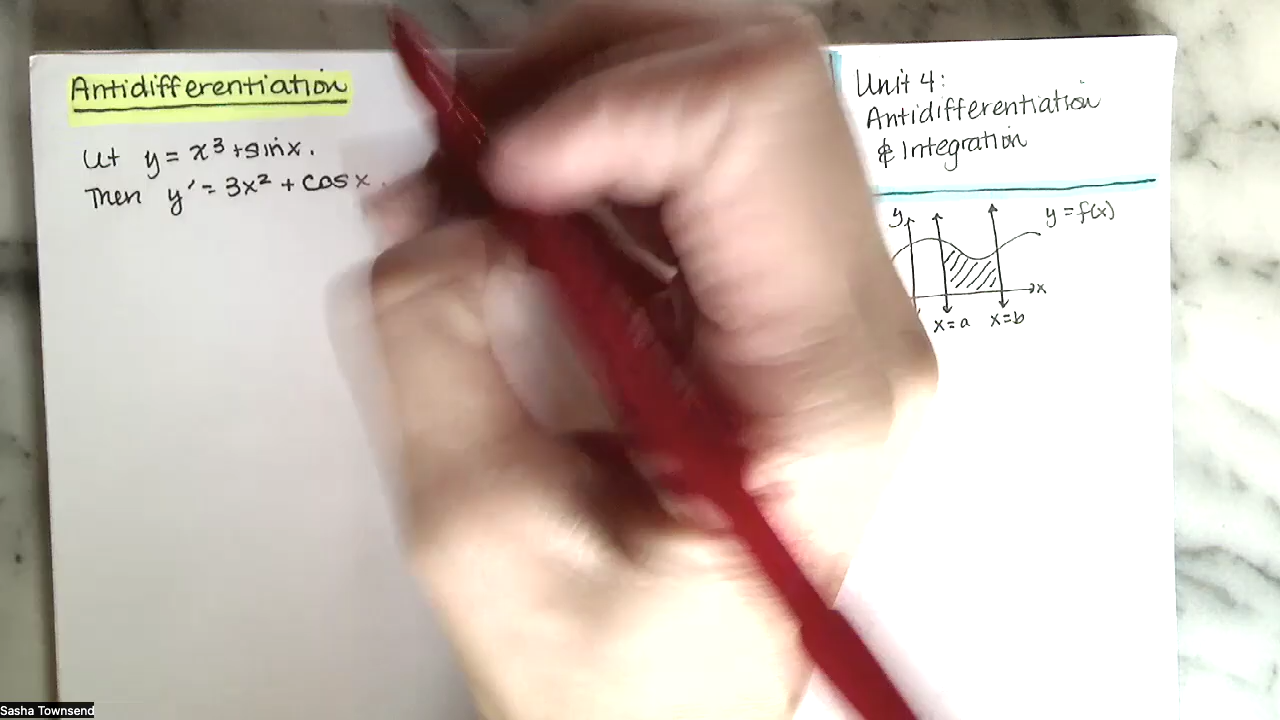 Antidifferentiation
Let y = x³ + sin x.
Then y' = 3x² + cos x.
Unit 4:
Antidifferentiation
& Integration
y
y = f(x)
x
x=a x=b
Sasha Townsend